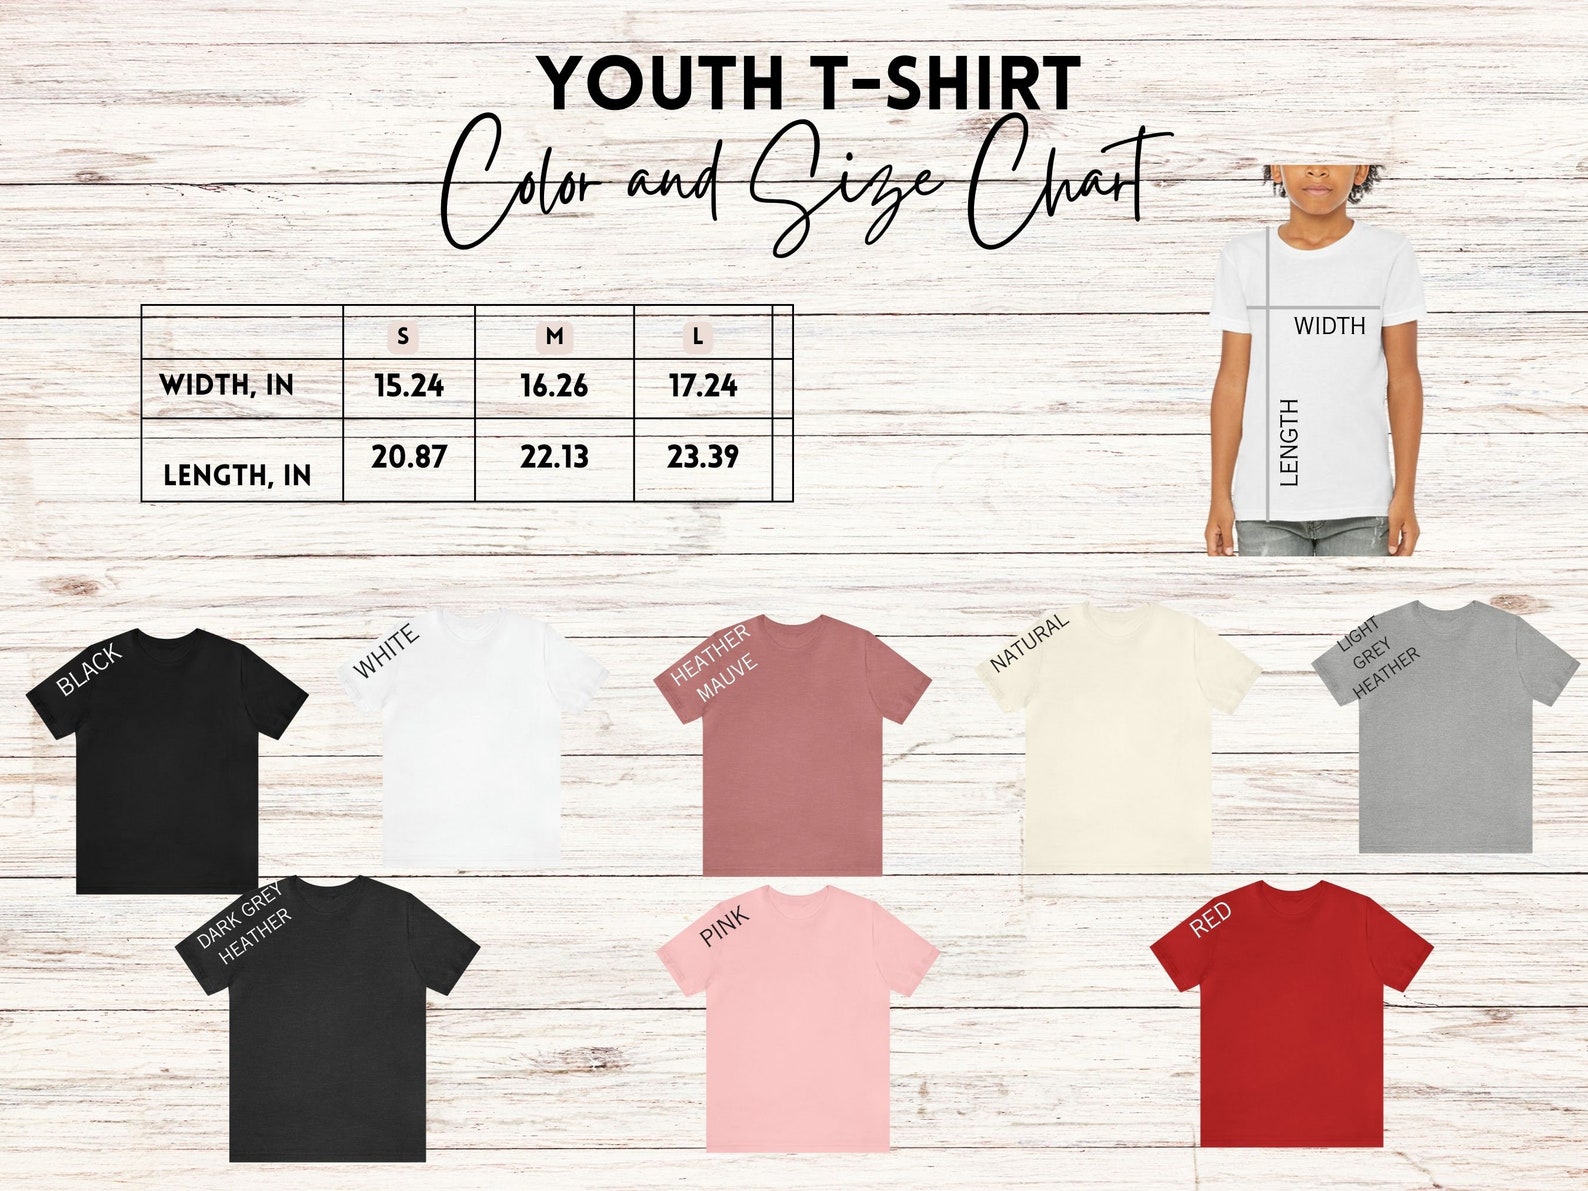 YOUTH T-SHIRT
Color and Size Chart
S M L
WIDTH, IN 15.24 16.26 17.24
LENGTH, IN 20.87 22.13 23.39
WIDTH
LENGTH
BLACK
WHITE
HEATHER
MAUVE
NATURAL
LIGHT
GREY
HEATHER
DARK GREY
HEATHER
PINK
RED